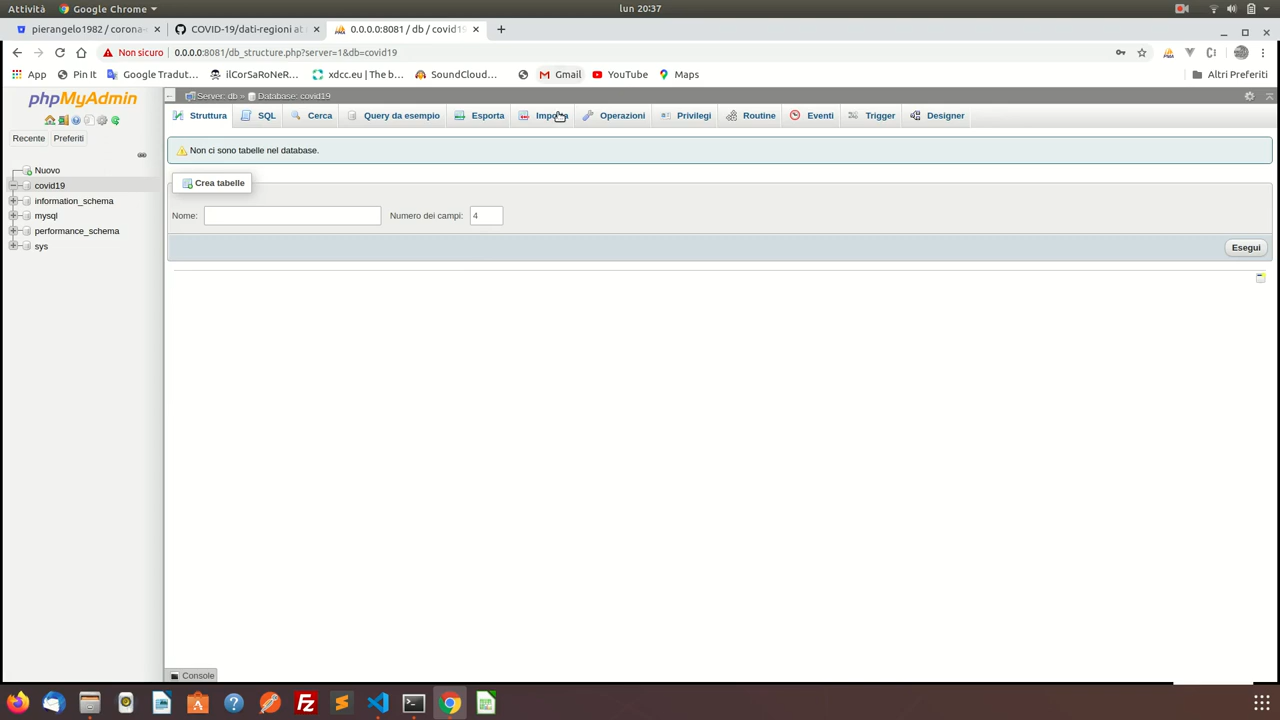 Attività
Google Chrome
lun 20:37
pierangelo1982 / corona-
COVID-19/dati-regioni at
0.0.0.0:8081 / db / covid19
Non sicuro
0.0.0.0:8081/db_structure.php?server=1&db=covid19
App
Pin It
Google Tradut...
ilCorSaRoNeR...
xdcc.eu | The b...
SoundCloud...
Gmail
YouTube
Maps
Altri Preferiti
phpMyAdmin
Server: db » Database: covid19
Struttura
SQL
Cerca
Query da esempio
Esporta
Importa
Operazioni
Privilegi
Routine
Eventi
Trigger
Designer
Recente
Preferiti
Nuovo
covid19
information_schema
mysql
performance_schema
sys
Non ci sono tabelle nel database.
Crea tabelle
Nome:
Numero dei campi: 4
Esegui
Console